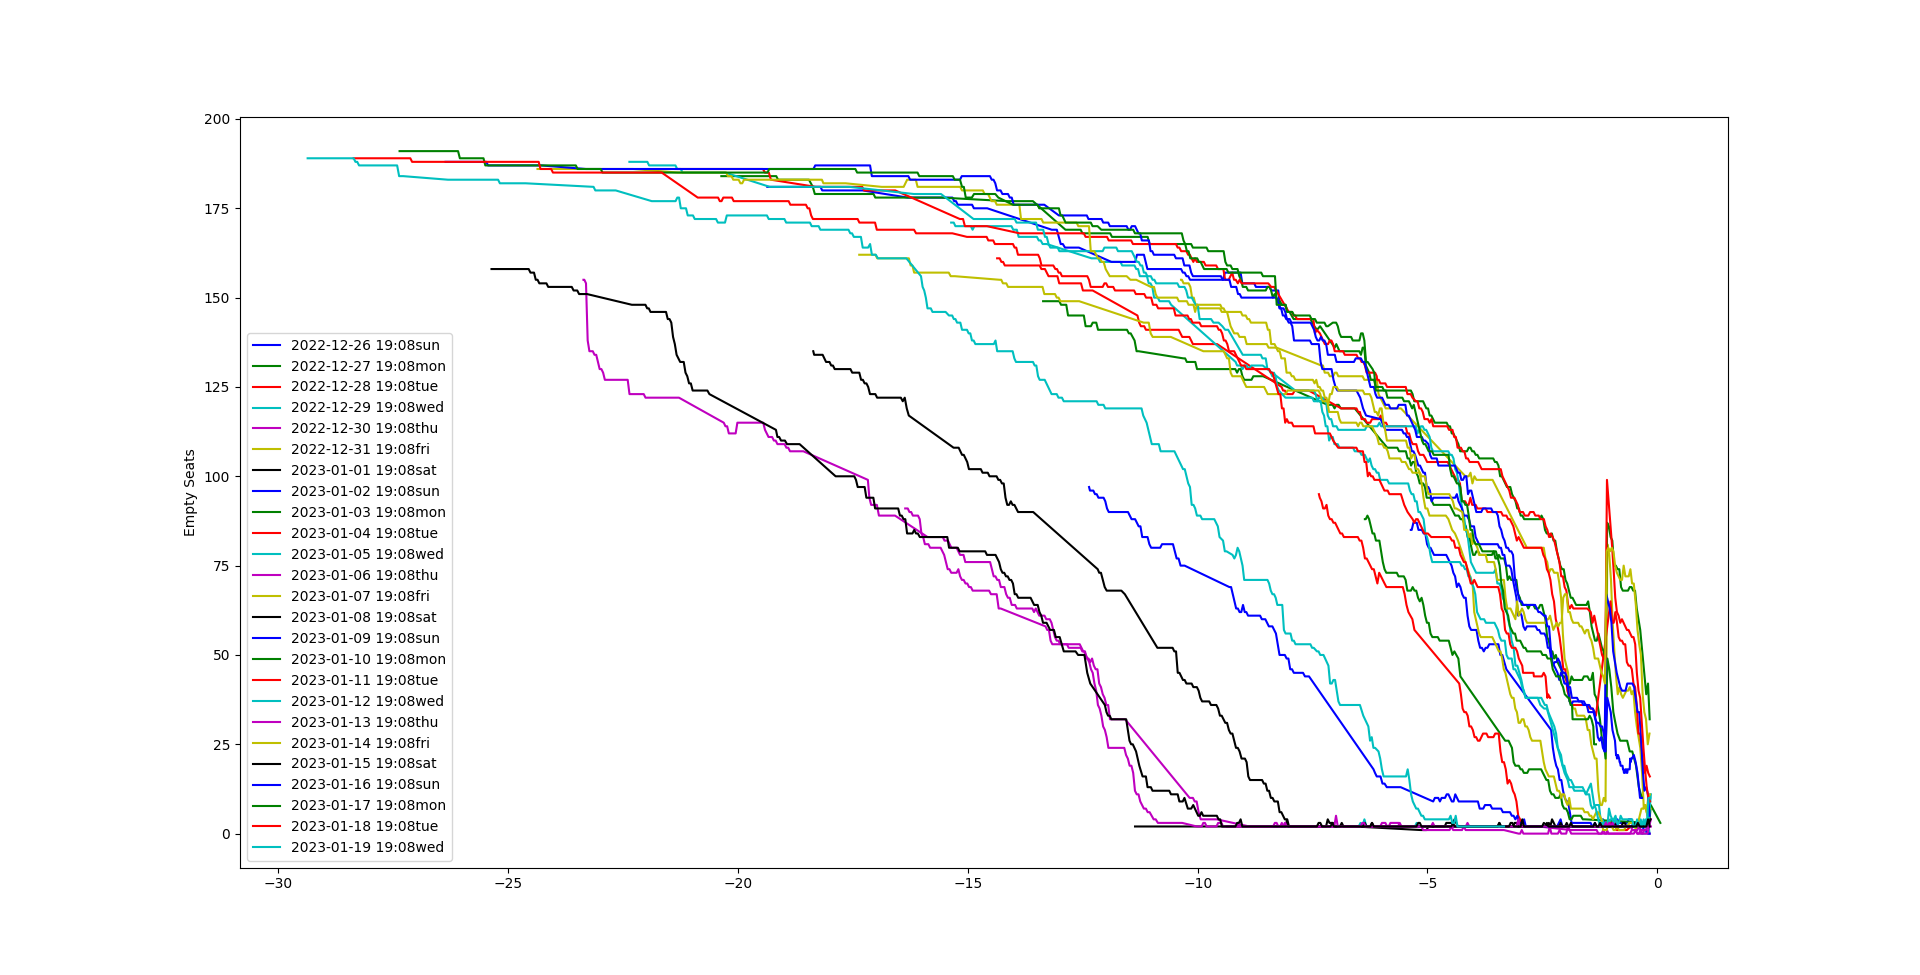 200
175
150
125
100
75
50
25
0
Empty Seats
2022-12-26 19:08sun
2022-12-27 19:08mon
2022-12-28 19:08tue
2022-12-29 19:08wed
2022-12-30 19:08thu
2022-12-31 19:08fri
2023-01-01 19:08sat
2023-01-02 19:08sun
2023-01-03 19:08mon
2023-01-04 19:08tue
2023-01-05 19:08wed
2023-01-06 19:08thu
2023-01-07 19:08fri
2023-01-08 19:08sat
2023-01-09 19:08sun
2023-01-10 19:08mon
2023-01-11 19:08tue
2023-01-12 19:08wed
2023-01-13 19:08thu
2023-01-14 19:08fri
2023-01-15 19:08sat
2023-01-16 19:08sun
2023-01-17 19:08mon
2023-01-18 19:08tue
2023-01-19 19:08wed
−30 −25 −20 −15 −10 −5 0